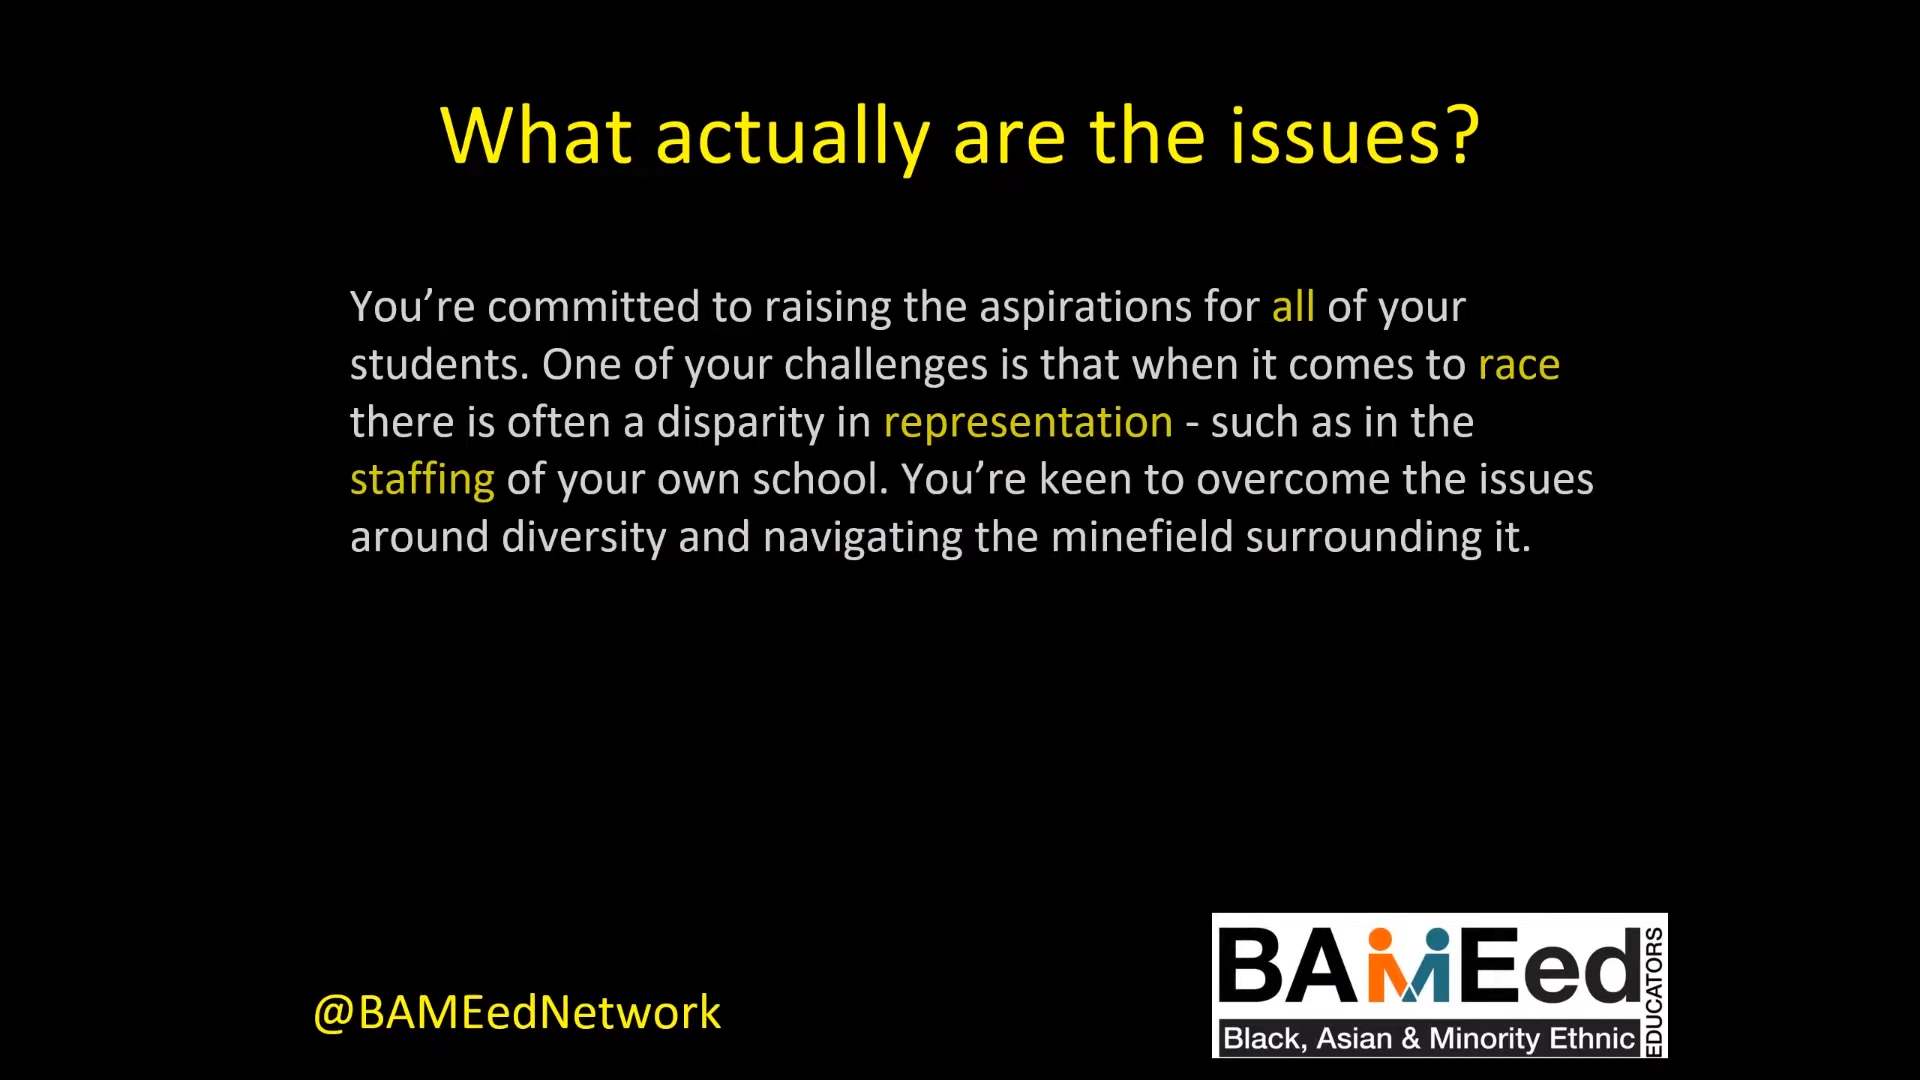 What actually are the issues?
You’re committed to raising the aspirations for all of your
students. One of your challenges is that when it comes to race
there is often a disparity in representation - such as in the
staffing of your own school. You’re keen to overcome the issues
around diversity and navigating the minefield surrounding it.
@BAMEedNetwork
BAMEed
EDUCATORS
Black, Asian & Minority Ethnic